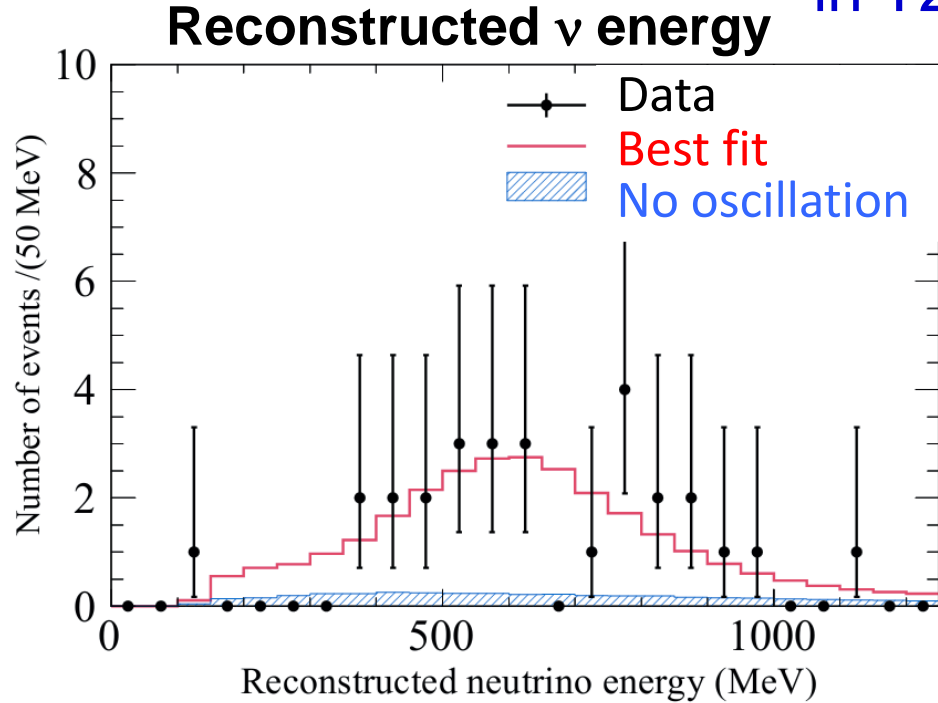 Reconstructed ν energy
in
Data
Best fit
No oscillation
Number of events /(50 MeV)
10
8
6
4
2
0
0 500 1000
Reconstructed neutrino energy (MeV)